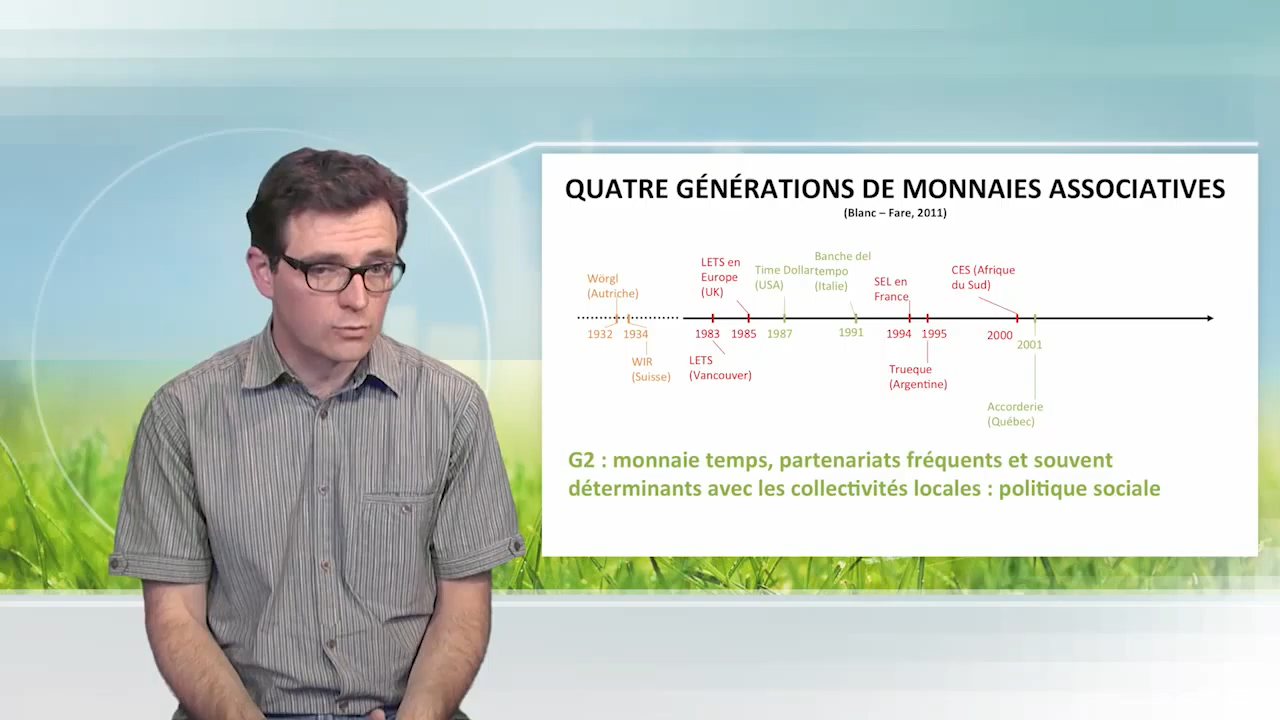 QUATRE GÉNÉRATIONS DE MONNAIES ASSOCIATIVES
(Blanc – Fare, 2011)
Wörgl
(Autriche)
LETS en
Europe
(UK)
Time Dollar
(USA)
Banche del
tempo
(Italie)
SEL en
France
CES (Afrique
du Sud)
1932
1934
1983
1985
1987
1991
1994
1995
2000
2001
WIR
(Suisse)
LETS
(Vancouver)
Trueque
(Argentine)
Accorderie
(Québec)
G2 : monnaie temps, partenariats fréquents et souvent
déterminants avec les collectivités locales : politique sociale